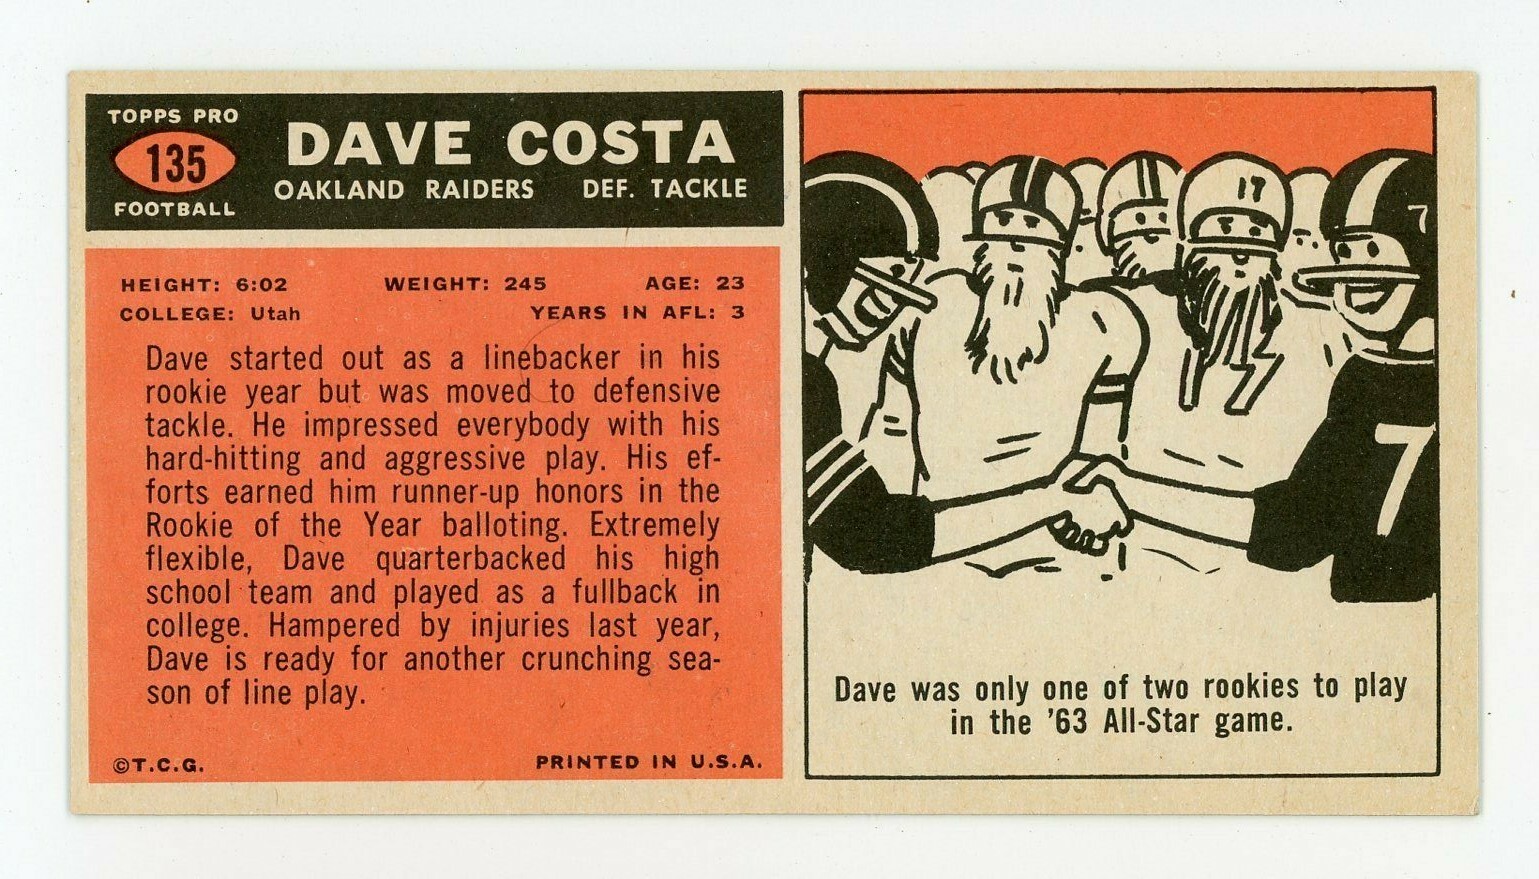 TOPPS PRO
135
FOOTBALL
DAVE COSTA
OAKLAND RAIDERS DEF. TACKLE
HEIGHT: 6:02 WEIGHT: 245 AGE: 23
COLLEGE: Utah YEARS IN AFL: 3
Dave started out as a linebacker in his
rookie year but was moved to defensive
tackle. He impressed everybody with his
hard-hitting and aggressive play. His ef-
forts earned him runner-up honors in the
Rookie of the Year balloting. Extremely
flexible, Dave quarterbacked his high
school team and played as a fullback in
college. Hampered by injuries last year,
Dave is ready for another crunching sea-
son of line play.
©T.C.G. PRINTED IN U.S.A.
17
7
7
Dave was only one of two rookies to play
in the '63 All-Star game.